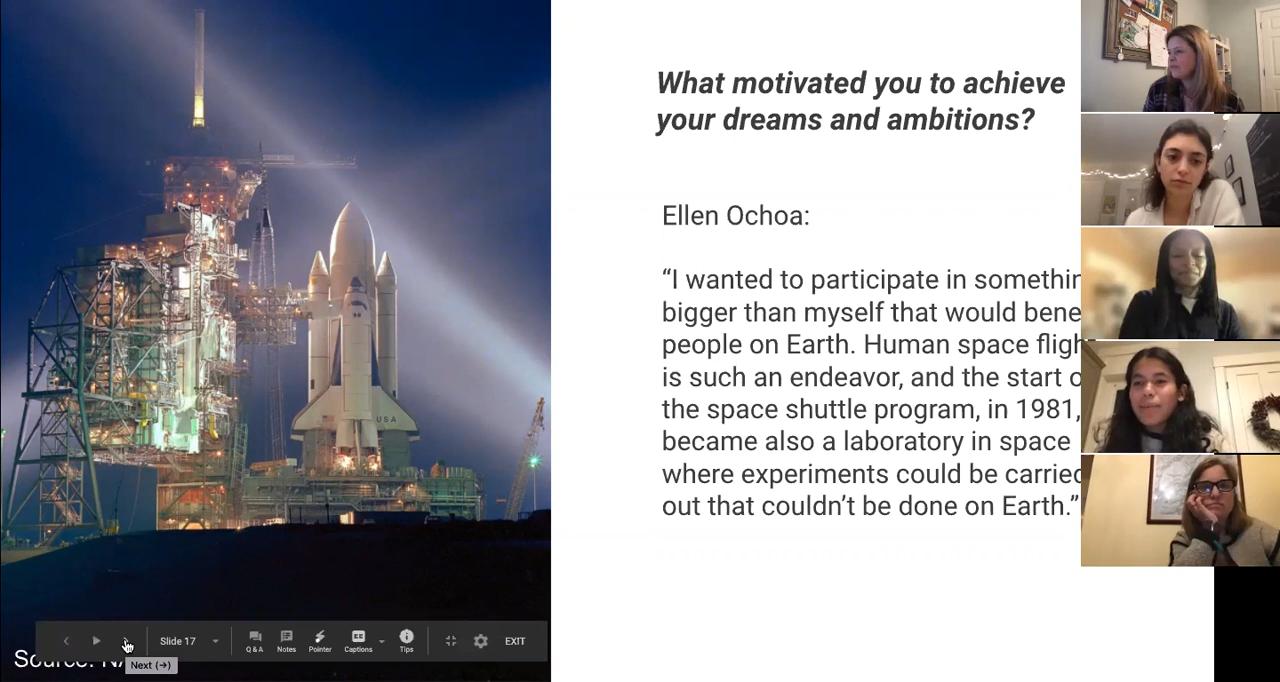 What motivated you to achieve
your dreams and ambitions?
Ellen Ochoa:
“I wanted to participate in somethin
bigger than myself that would bene
people on Earth. Human space fligh
is such an endeavor, and the start o
the space shuttle program, in 1981,
became also a laboratory in space
where experiments could be carried
out that couldn’t be done on Earth.”
USA
Slide 17
Q & A
Notes
Pointer
Captions
Tips
EXIT
Next (→)